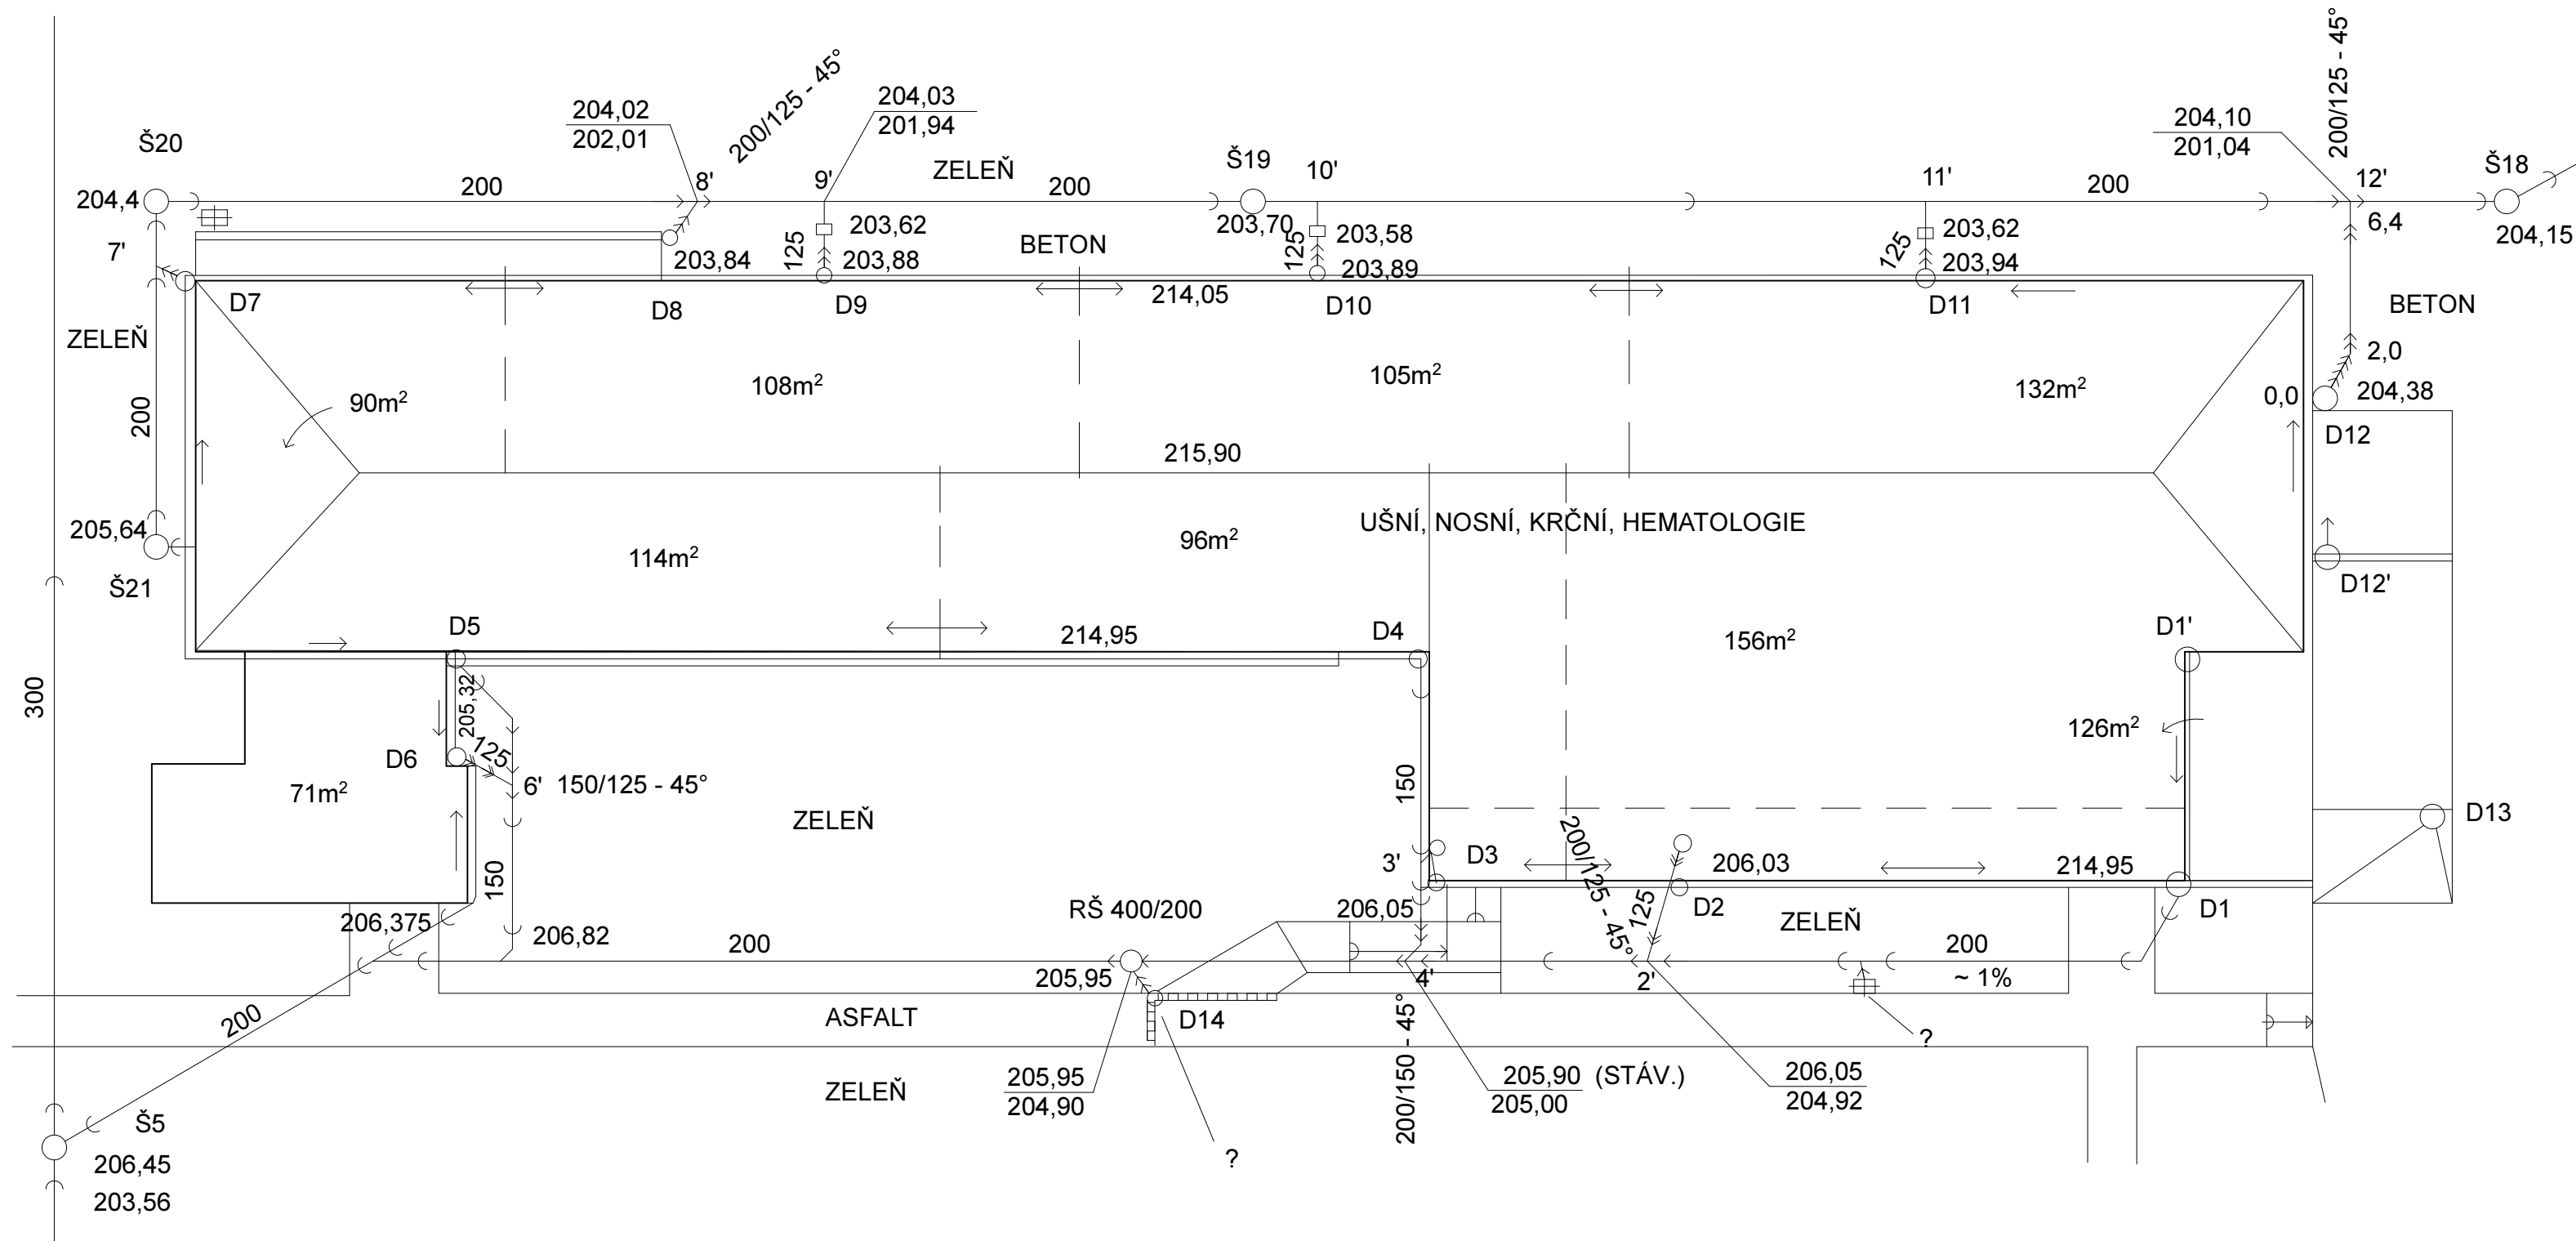 200/125 - 45°
200/125 - 45°
204,02
202,01
204,03
201,94
204,10
201,04
Š20
Š19
Š18
ZELEŇ
204,4
200
8'
9'
200
10'
11'
200
12'
6,4
7'
203,84
125
203,62
203,88
BETON
203,70
125
203,58
203,89
125
203,62
203,94
204,15
D7
D8
D9
214,05
D10
D11
BETON
ZELEŇ
200
90m²
108m²
105m²
132m²
2,0
0,0
204,38
D12
215,90
205,64
Š21
114m²
96m²
UŠNÍ, NOSNÍ, KRČNÍ, HEMATOLOGIE
D12'
D5
214,95
D4
156m²
D1'
300
205,32
125
D6
6'
150/125 - 45°
71m²
ZELEŇ
150
126m²
D13
150
3'
D3
200/125 - 45°
206,03
214,95
125
D2
D1
206,375
206,82
200
RŠ 400/200
206,05
ZELEŇ
200
205,95
4'
2'
~ 1%
200
ASFALT
D14
?
200/150 - 45°
ZELEŇ
205,95
204,90
205,90 (STÁV.)
205,00
206,05
204,92
Š5
206,45
203,56
?